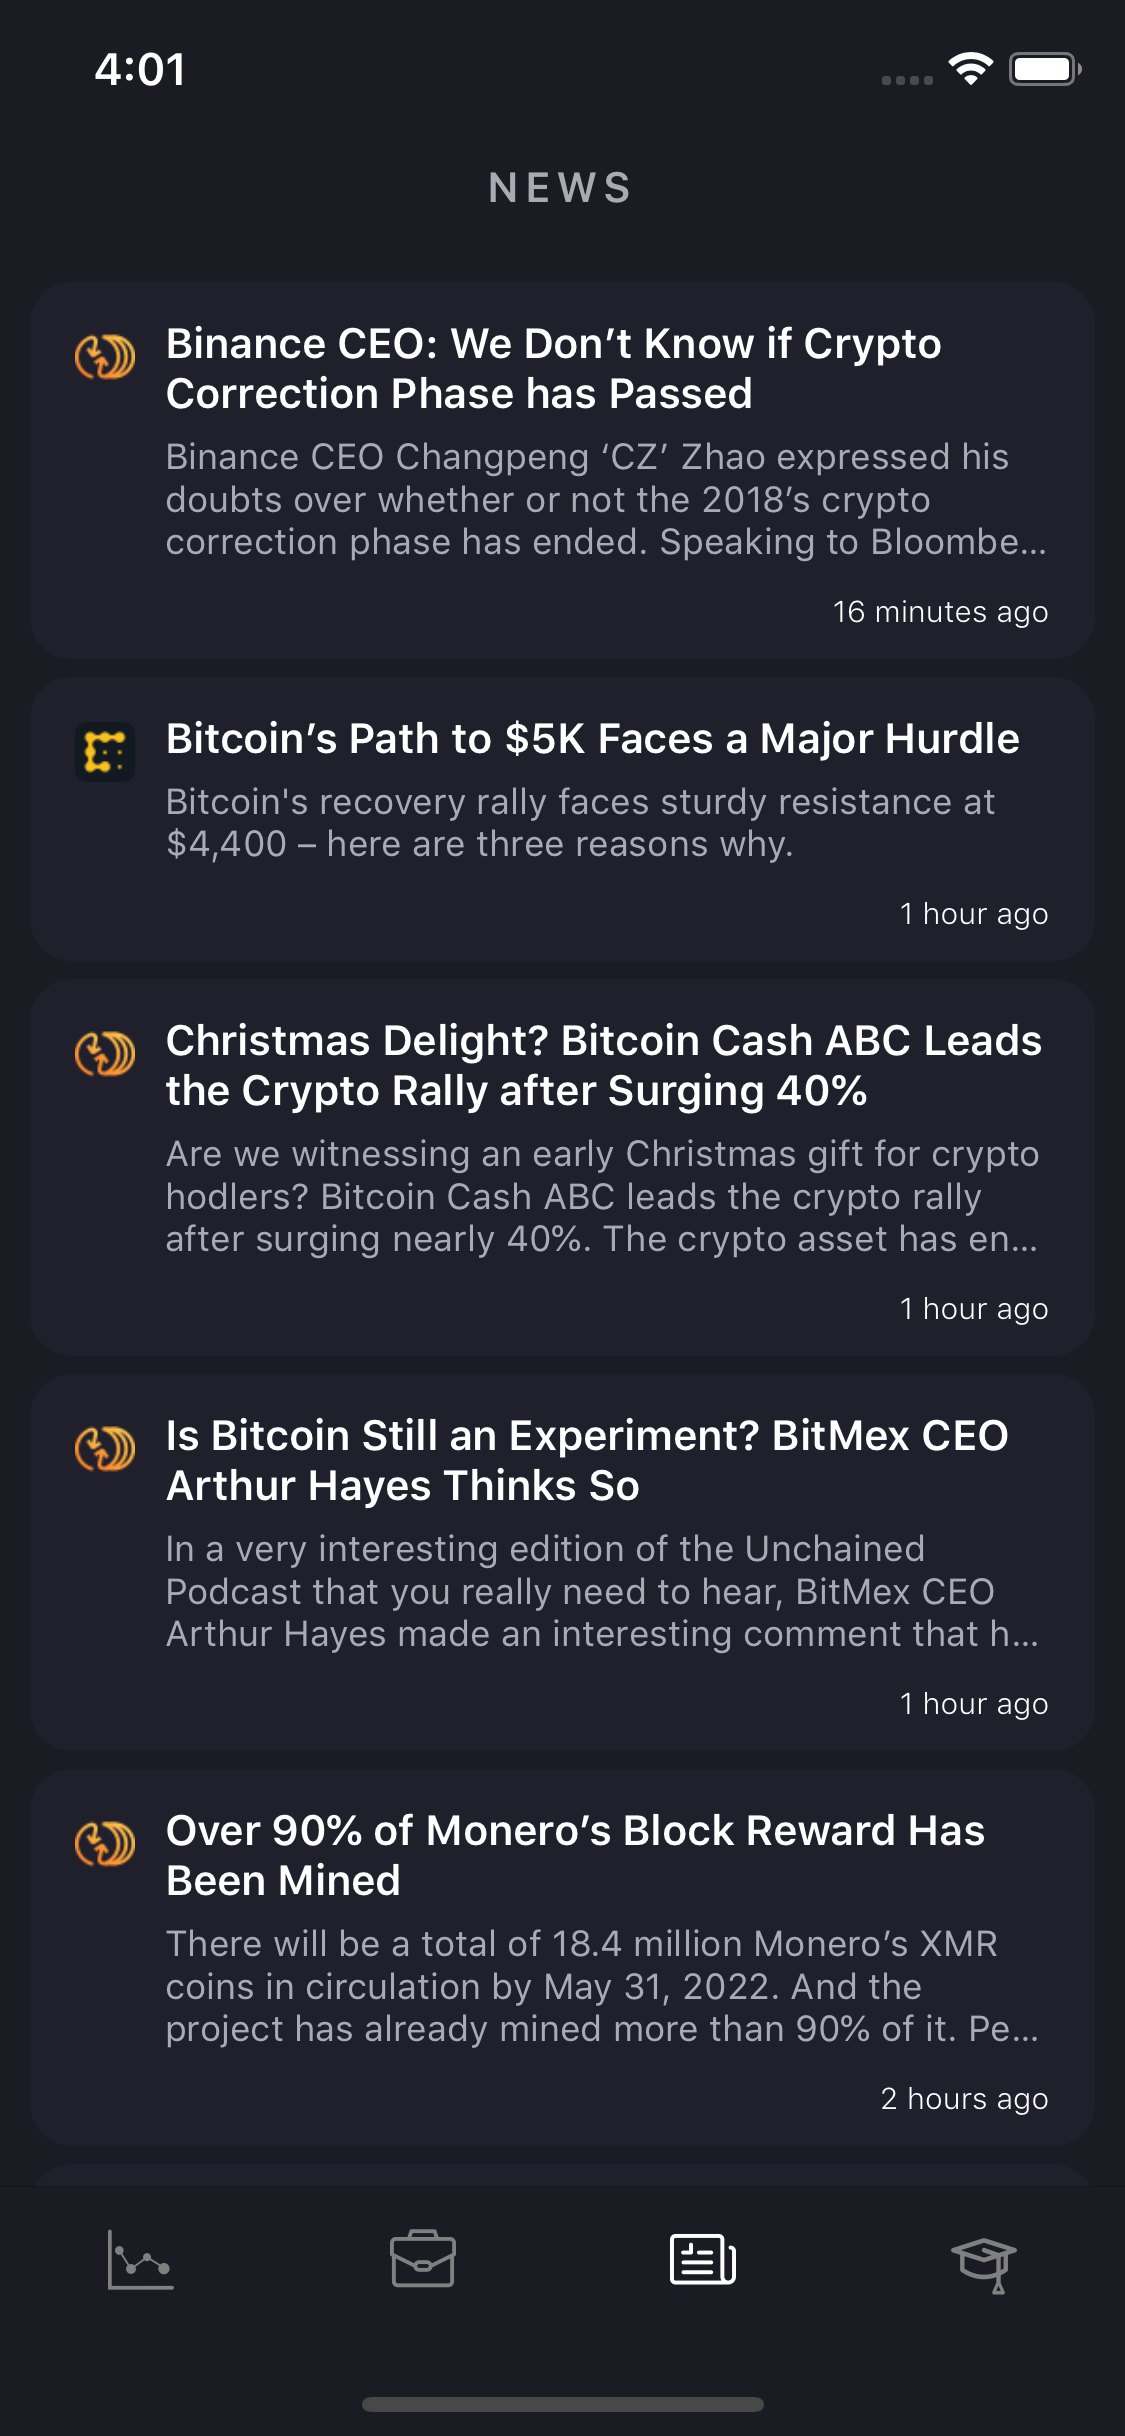 4:01
NEWS
Binance CEO: We Don’t Know if Crypto
Correction Phase has Passed
Binance CEO Changpeng ‘CZ’ Zhao expressed his
doubts over whether or not the 2018’s crypto
correction phase has ended. Speaking to Bloombe...
16 minutes ago
Bitcoin’s Path to $5K Faces a Major Hurdle
Bitcoin's recovery rally faces sturdy resistance at
$4,400 – here are three reasons why.
1 hour ago
Christmas Delight? Bitcoin Cash ABC Leads
the Crypto Rally after Surging 40%
Are we witnessing an early Christmas gift for crypto
hodlers? Bitcoin Cash ABC leads the crypto rally
after surging nearly 40%. The crypto asset has en...
1 hour ago
Is Bitcoin Still an Experiment? BitMex CEO
Arthur Hayes Thinks So
In a very interesting edition of the Unchained
Podcast that you really need to hear, BitMex CEO
Arthur Hayes made an interesting comment that h...
1 hour ago
Over 90% of Monero’s Block Reward Has
Been Mined
There will be a total of 18.4 million Monero’s XMR
coins in circulation by May 31, 2022. And the
project has already mined more than 90% of it. Pe...
2 hours ago